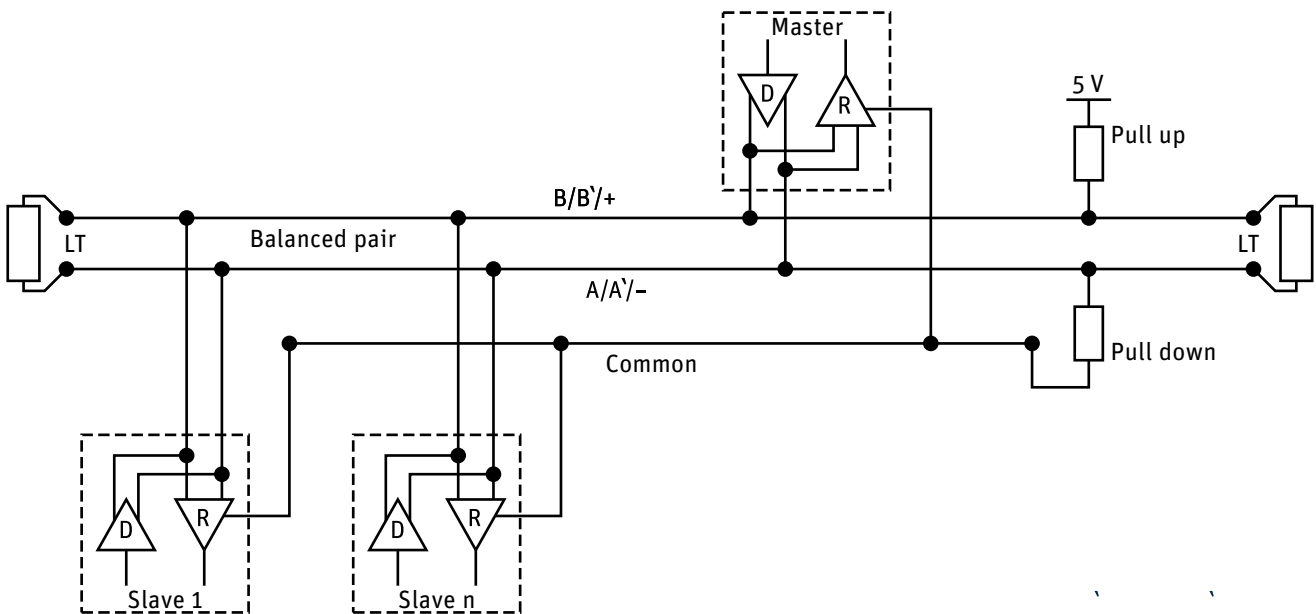 Master
D
R
5 V
Pull up
B/B`/+
LT
Balanced pair
LT
A/A`/–
Pull down
Common
D
R
D
R
Slave 1
Slave n
` `